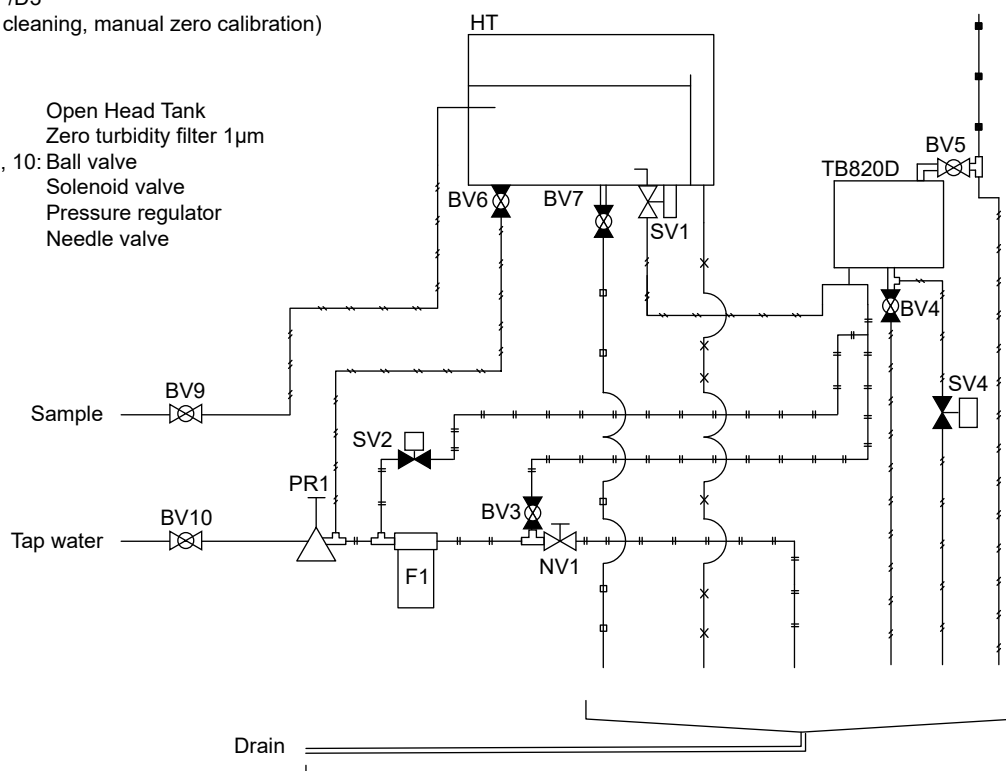 /D3
cleaning, manual zero calibration)
HT
Open Head Tank
Zero turbidity filter 1µm
, 10: Ball valve
Solenoid valve
Pressure regulator
Needle valve
BV5
TB820D
BV6
BV7
SV1
BV4
BV9
SV4
Sample
SV2
PR1
BV3
BV10
Tap water
F1
NV1
Drain